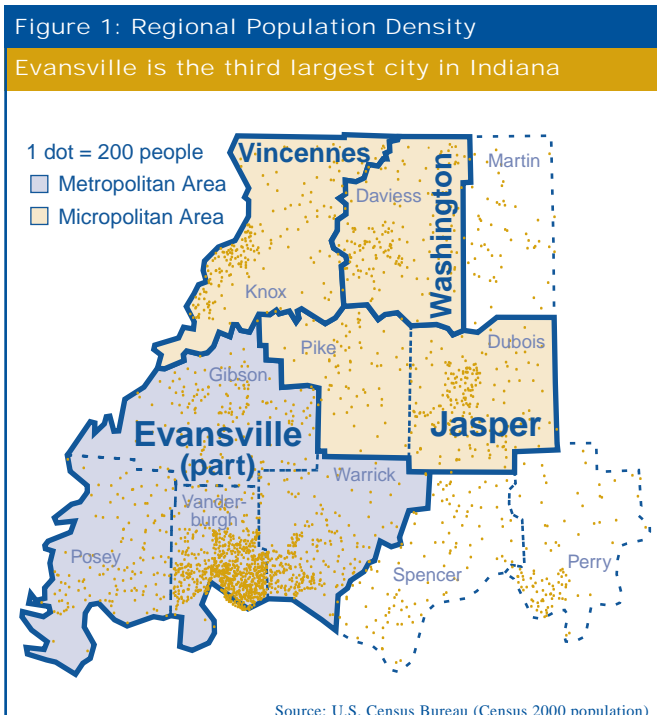 Figure 1: Regional Population Density
Evansville is the third largest city in Indiana
1 dot = 200 people
Metropolitan Area
Micropolitan Area
Vincennes
Martin
Daviess
Washington
Knox
Pike
Dubois
Gibson
Jasper
Evansville
(part)
Warrick
Vander-
burgh
Posey
Spencer
Perry
Source: U.S. Census Bureau (Census 2000 population)